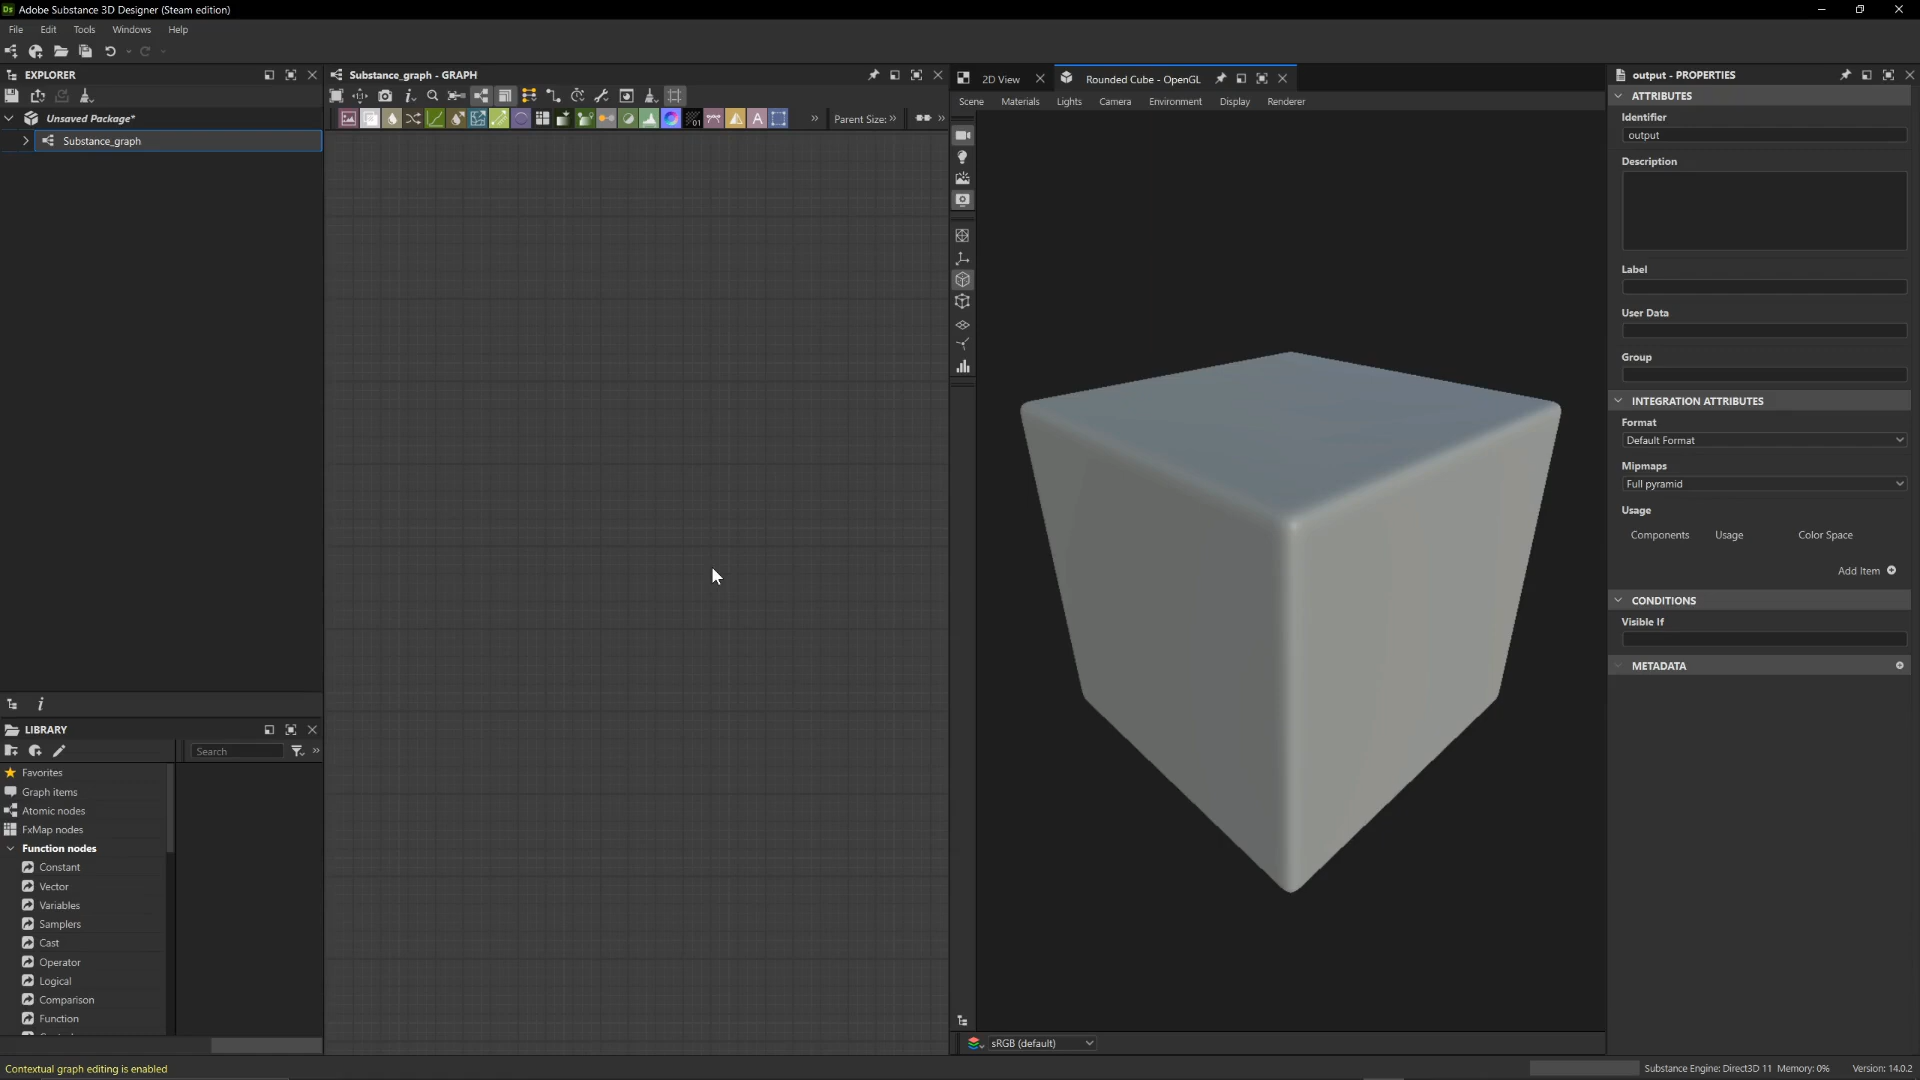 Ds Adobe Substance 3D Designer (Steam edition)
File Edit Tools Windows Help
EXPLORER
Unsaved Package*
Substance_graph
LIBRARY
Search
Favorites
Graph items
Atomic nodes
FxMap nodes
Function nodes
Constant
Vector
Variables
Samplers
Cast
Operator
Logical
Comparison
Function
Substance_graph - GRAPH
01 A Parent Size:
2D View Rounded Cube - OpenGL
Scene Materials Lights Camera Environment Display Renderer
sRGB (default)
output - PROPERTIES
ATTRIBUTES
Identifier
output
Description
Label
User Data
Group
INTEGRATION ATTRIBUTES
Format
Default Format
Mipmaps
Full pyramid
Usage
Components Usage Color Space
Add Item
CONDITIONS
Visible If
METADATA
Contextual graph editing is enabled
Substance Engine: Direct3D 11 Memory: 0% Version: 14.0.2